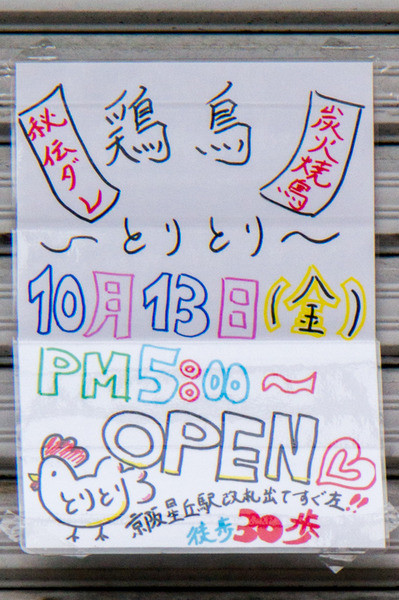 秘伝ダレ
鶏鳥
炭火焼鳥
〜とりとり〜
10月13日(金)
PM5:00〜
OPEN
とりとり
京阪星丘駅改札出てすぐ左!!
徒歩30歩